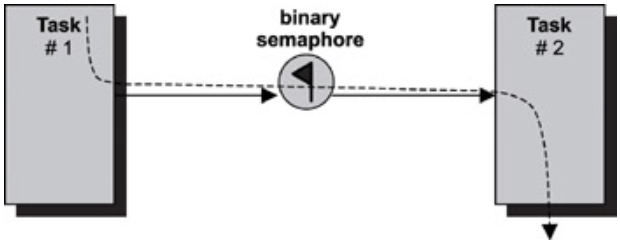 Task
# 1
binary
semaphore
Task
# 2